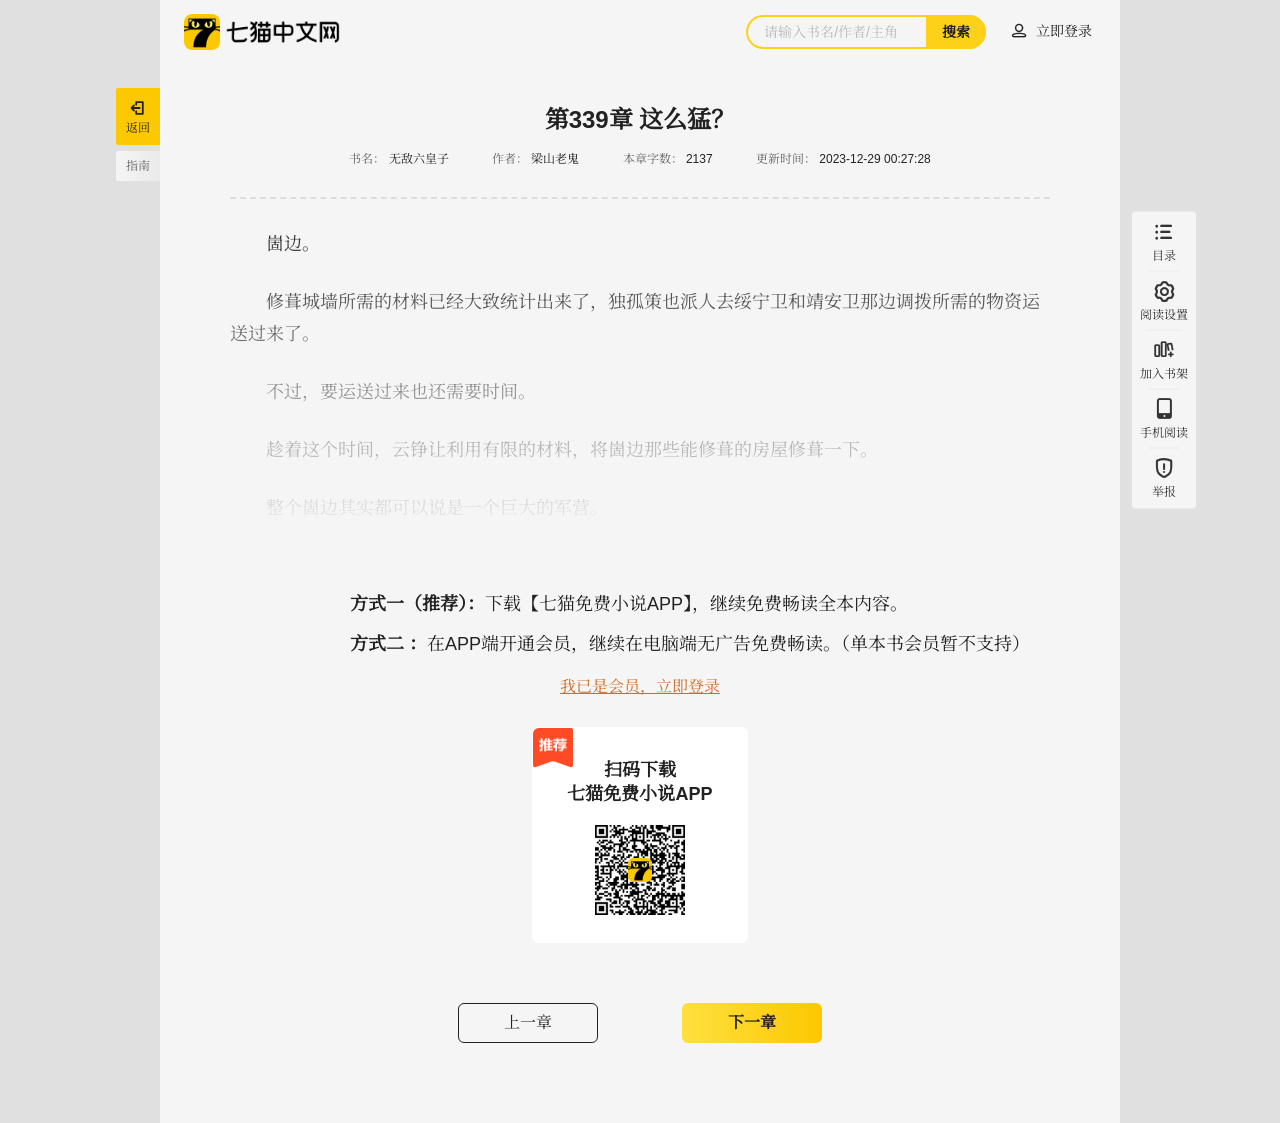 七猫中文网
请输入书名/作者/主角
搜索
立即登录
返回
指南
第339章 这么猛？
书名： 无敌六皇子 作者： 梁山老鬼 本章字数： 2137 更新时间： 2023-12-29 00:27:28
崮边。
修葺城墙所需的材料已经大致统计出来了，独孤策也派人去绥宁卫和靖安卫那边调拨所需的物资运
送过来了。
不过，要运送过来也还需要时间。
趁着这个时间，云铮让利用有限的材料，将崮边那些能修葺的房屋修葺一下。
整个崮边其实都可以说是一个巨大的军营。
目录
阅读设置
加入书架
手机阅读
举报
方式一（推荐）：下载【七猫免费小说APP】，继续免费畅读全本内容。
方式二 ：在APP端开通会员，继续在电脑端无广告免费畅读。（单本书会员暂不支持）
我已是会员，立即登录
推荐
扫码下载
七猫免费小说APP
上一章
下一章